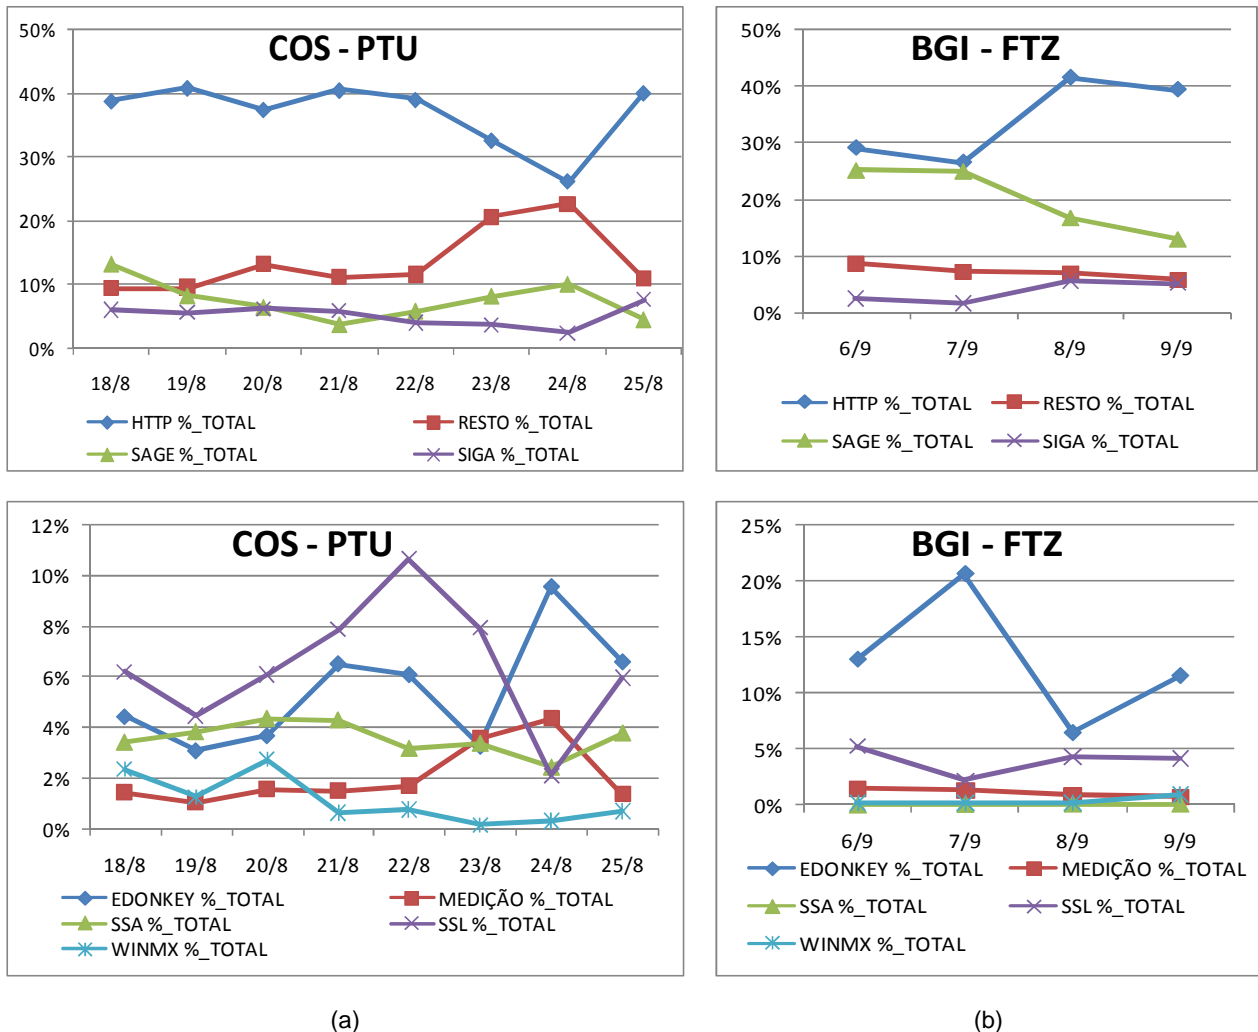 COS - PTU
50%
40%
30%
20%
10%
0%
18/8 19/8 20/8 21/8 22/8 23/8 24/8 25/8
HTTP %_TOTAL RESTO %_TOTAL
SAGE %_TOTAL SIGA %_TOTAL
BGI - FTZ
50%
40%
30%
20%
10%
0%
6/9 7/9 8/9 9/9
HTTP %_TOTAL RESTO %_TOTAL
SAGE %_TOTAL SIGA %_TOTAL
COS - PTU
12%
10%
8%
6%
4%
2%
0%
18/8 19/8 20/8 21/8 22/8 23/8 24/8 25/8
EDONKEY %_TOTAL MEDIÇÃO %_TOTAL
SSA %_TOTAL SSL %_TOTAL
WINMX %_TOTAL
BGI - FTZ
25%
20%
15%
10%
5%
0%
6/9 7/9 8/9 9/9
EDONKEY %_TOTAL MEDIÇÃO %_TOTAL
SSA %_TOTAL SSL %_TOTAL
WINMX %_TOTAL
(a) (b)